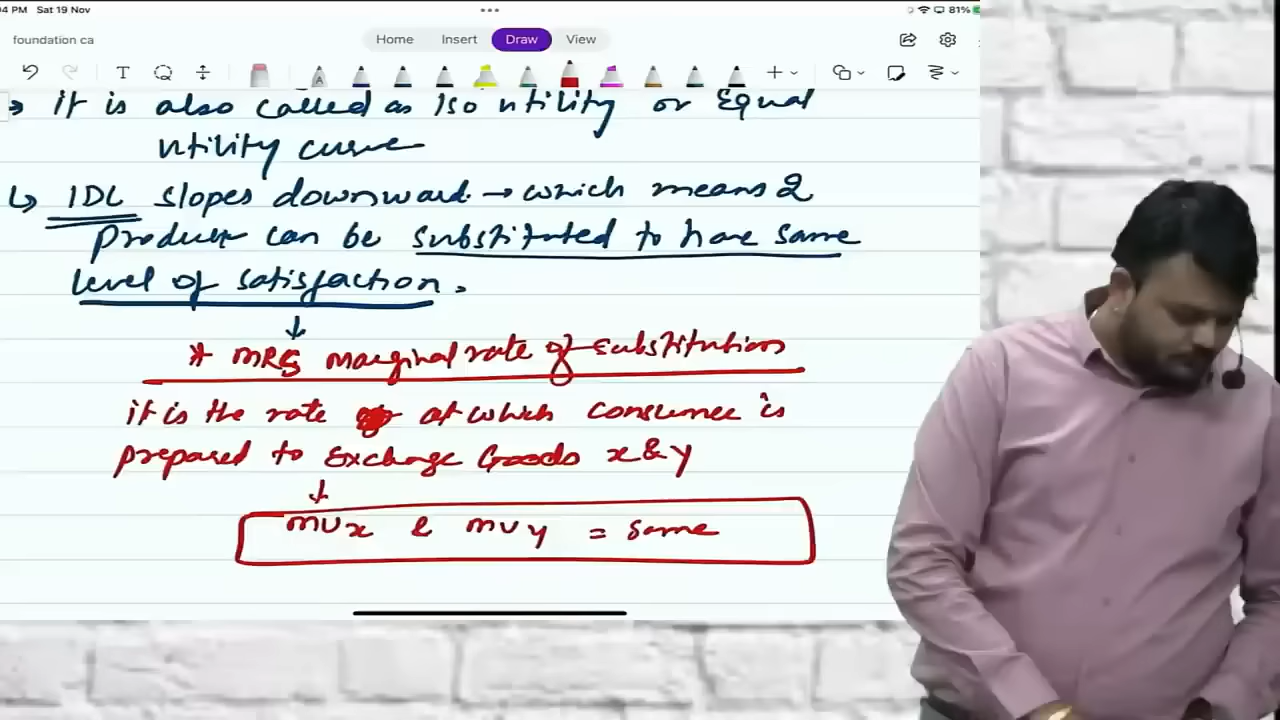 04 PM Sat 19 Nov
81%
foundation ca
Home Insert Draw View
it is also called as Iso utility or Equal
utility curve
IDC slopes downward → which means 2
product can be substituted to have same
level of satisfaction.
↓
* MRS marginal rate of substitution
it is the rate at which consumer is
prepared to Exchange Goods x & y
↓
MUx & MUy = same